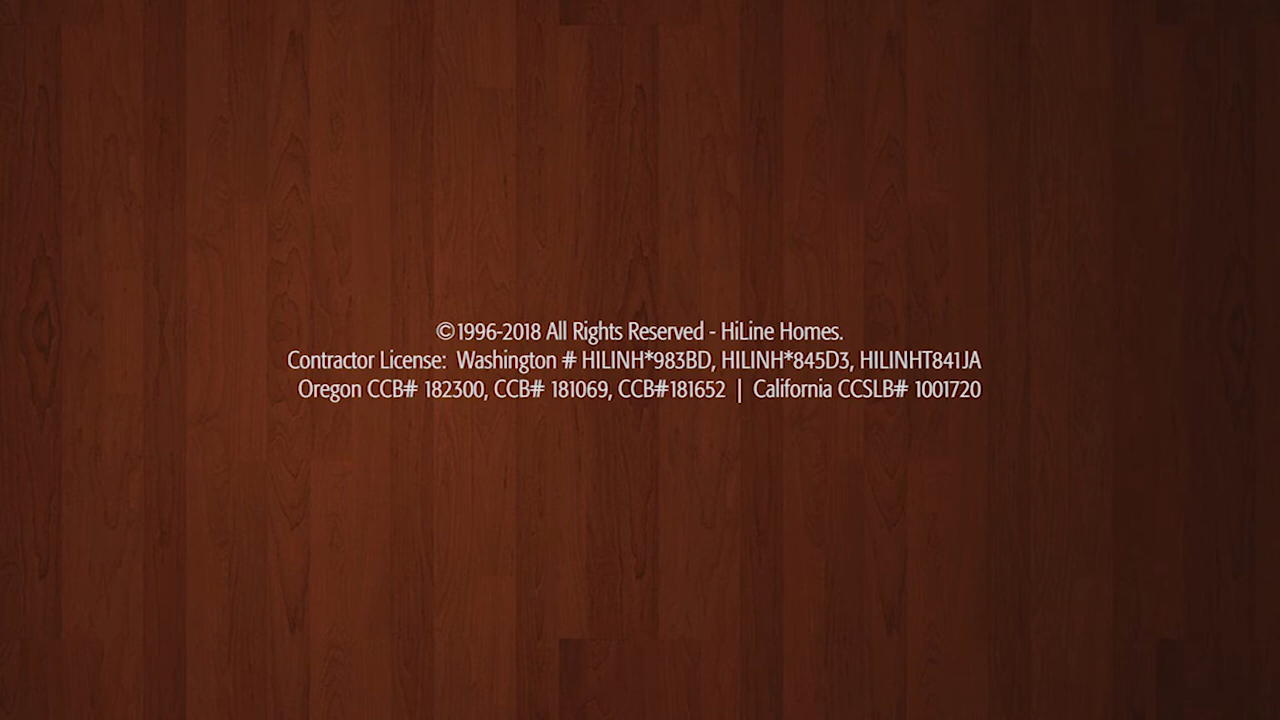 ©1996-2018 All Rights Reserved - HiLine Homes.
Contractor License:  Washington # HILINH*983BD, HILINH*845D3, HILINHT841JA
Oregon CCB# 182300, CCB# 181069, CCB#181652 | California CCSLB# 1001720